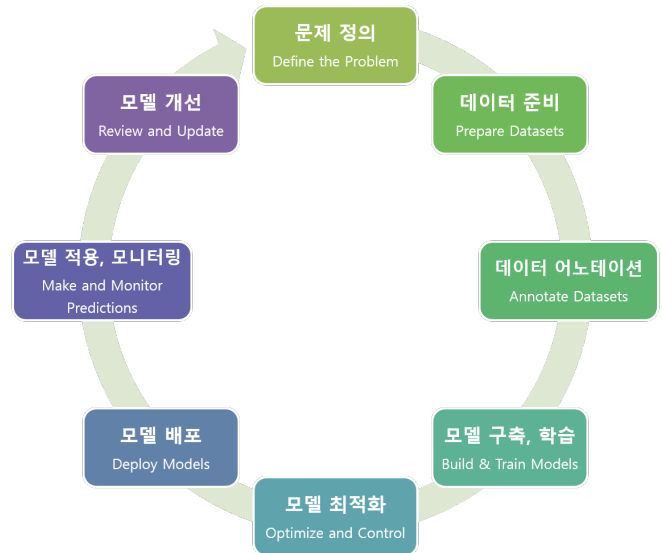 문제 정의
Define the Problem
데이터 준비
Prepare Datasets
데이터 어노테이션
Annotate Datasets
모델 구축, 학습
Build & Train Models
모델 최적화
Optimize and Control
모델 배포
Deploy Models
모델 적용, 모니터링
Make and Monitor
Predictions
모델 개선
Review and Update